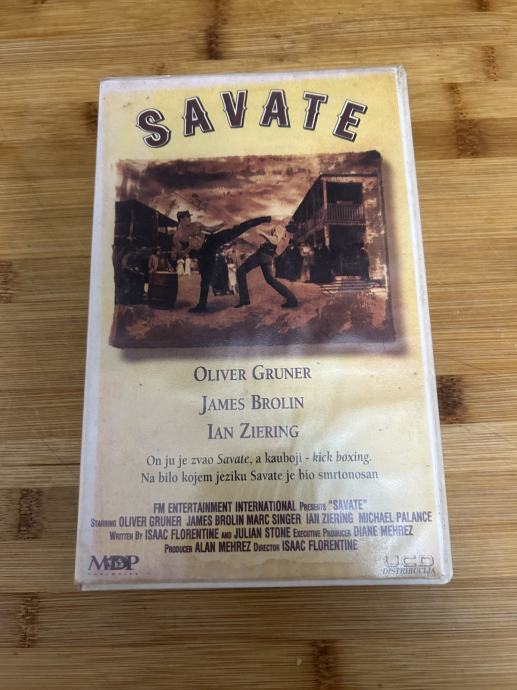 SAVATE
OLIVER GRUNER
JAMES BROLIN
IAN ZIERING
On ju je zvao Savate, a kauboji - kick boxing.
Na bilo kojem jeziku Savate je bio smrtonosan
FM ENTERTAINMENT INTERNATIONAL PRESENTS "SAVATE"
STARRING OLIVER GRUNER JAMES BROLIN MARC SINGER IAN ZIERING MICHAEL PALANCE
WRITTEN BY ISAAC FLORENTINE AND JULIAN STONE EXECUTIVE PRODUCER DIANE MEHREZ
PRODUCER ALAN MEHREZ DIRECTOR ISAAC FLORENTINE
MDP
UCD
DISTRIBUCIJA